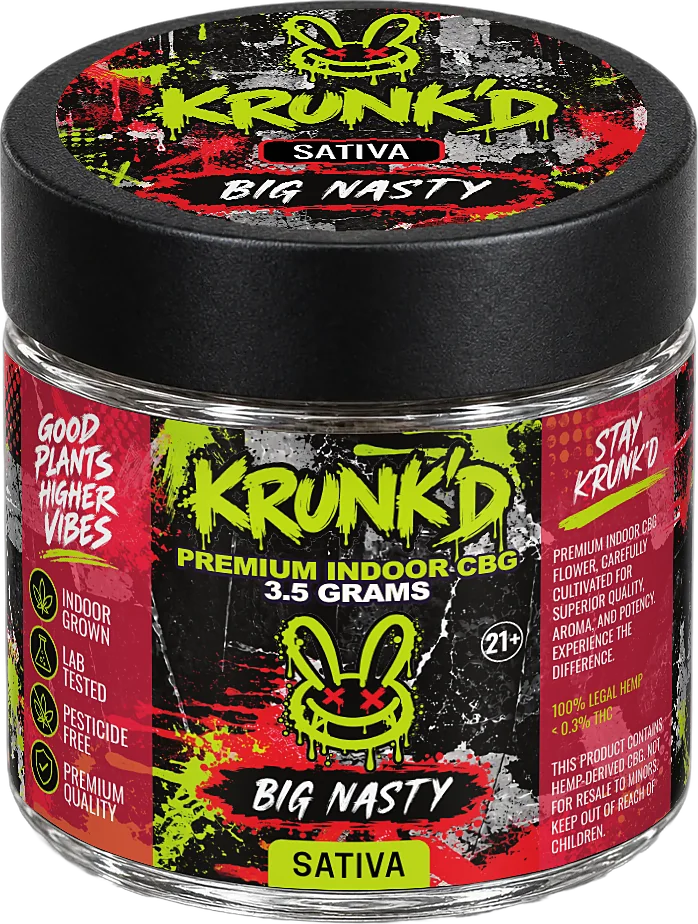 KRUNK'D
SATIVA
BIG NASTY
GOOD
PLANTS
HIGHER
VIBES
INDOOR
GROWN
LAB
TESTED
PESTICIDE
FREE
PREMIUM
QUALITY
KRUNK'D
PREMIUM INDOOR CBG
3.5 GRAMS
21+
BIG NASTY
SATIVA
STAY
KRUNK'D
PREMIUM INDOOR CBG
FLOWER, CAREFULLY
CULTIVATED FOR
SUPERIOR QUALITY,
AROMA, AND POTENCY.
EXPERIENCE THE
DIFFERENCE.
100% LEGAL HEMP
< 0.3% THC
THIS PRODUCT CONTAINS
HEMP-DERIVED CBG. NOT
FOR RESALE TO MINORS.
KEEP OUT OF REACH OF
CHILDREN.